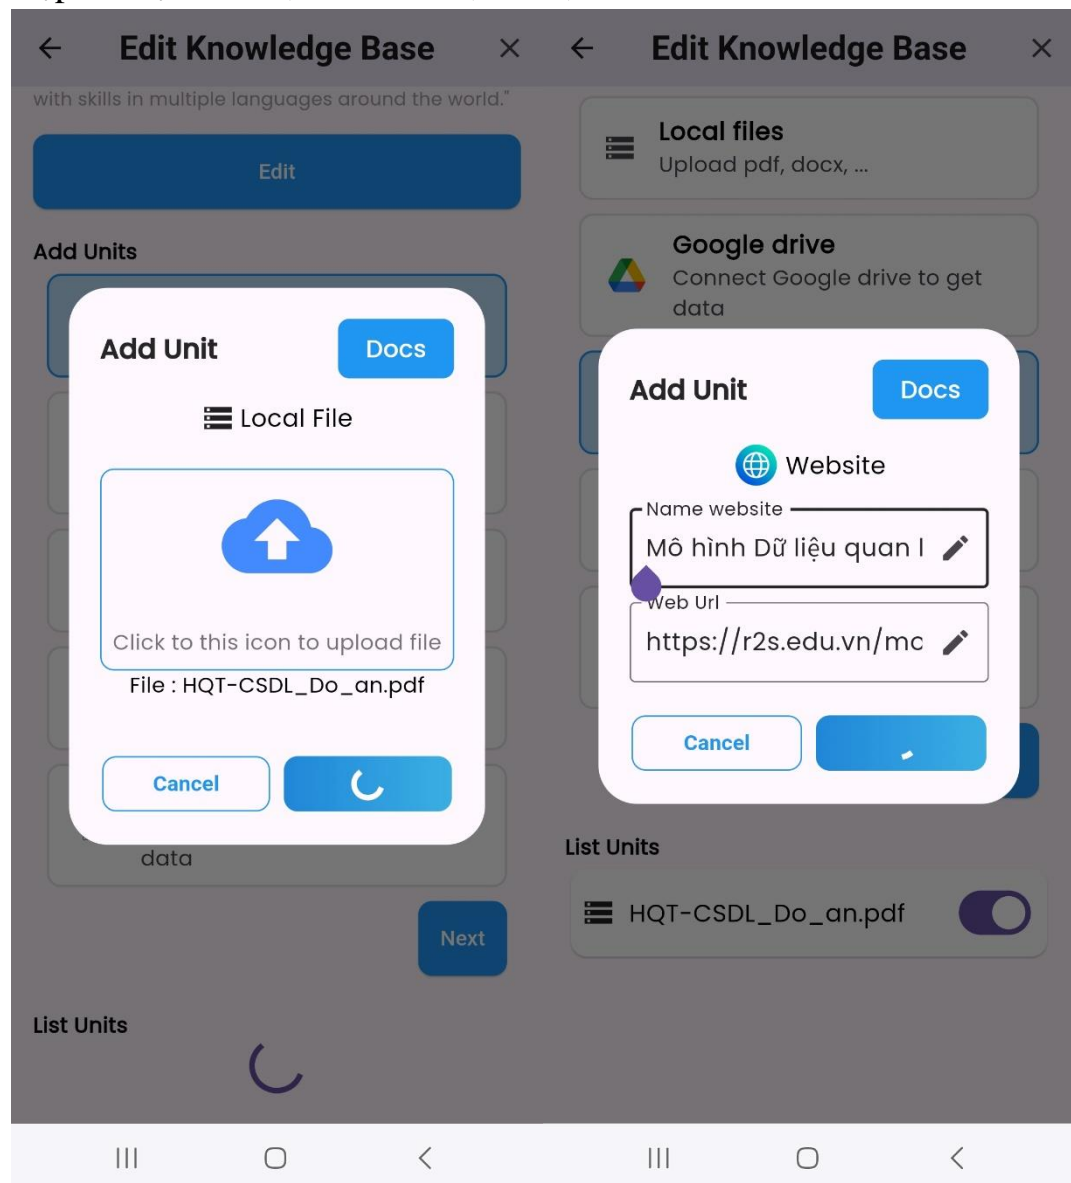 Edit Knowledge Base
with skills in multiple languages around the world."
Edit
Add Units
Add Unit
Docs
Local File
Click to this icon to upload file
File : HQT-CSDL_Do_an.pdf
Cancel
data
Next
List Units
Edit Knowledge Base
Local files
Upload pdf, docx, ...
Google drive
Connect Google drive to get
data
Add Unit
Docs
Website
Name website
Mô hình Dữ liệu quan l
Web Url
https://r2s.edu.vn/mc
Cancel
List Units
HQT-CSDL_Do_an.pdf